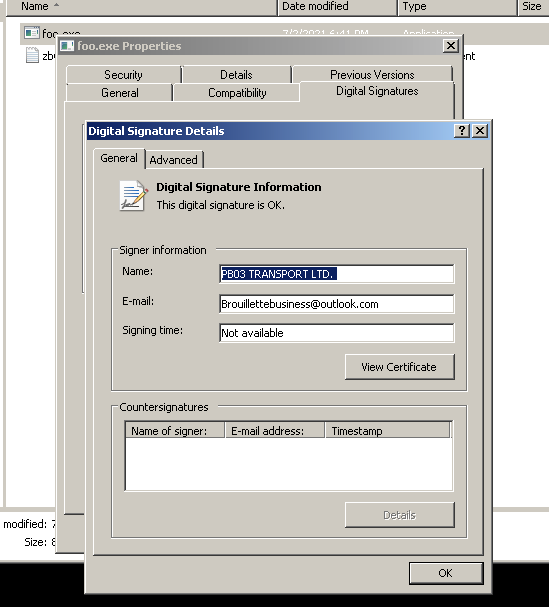 Name Date modified Type Size
foo.exe 7/2/2021 6:41 PM Application
foo.exe Properties
Security Details Previous Versions
General Compatibility Digital Signatures
Digital Signature Details
General Advanced
Digital Signature Information
This digital signature is OK.
Signer information
Name: PB03 TRANSPORT LTD.
E-mail: Brouillettebusiness@outlook.com
Signing time: Not available
View Certificate
Countersignatures
Name of signer: E-mail address: Timestamp
Details
modified: 7
Size: 8
OK